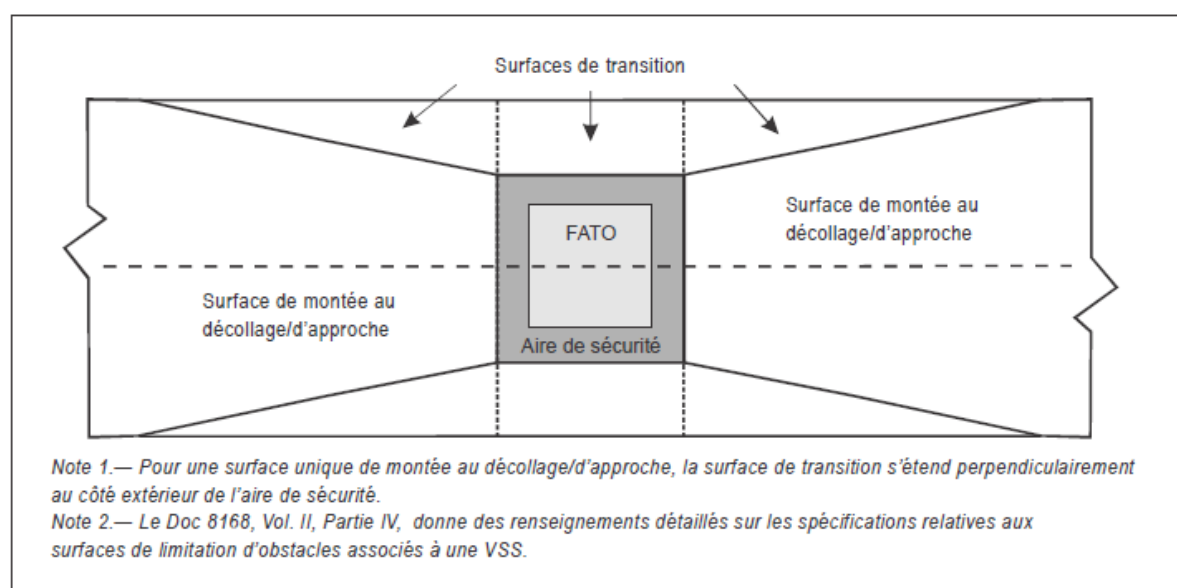 Surfaces de transition
Surface de montée au
décollage/d'approche
FATO
Surface de montée au
décollage/d'approche
Aire de sécurité
Note 1.— Pour une surface unique de montée au décollage/d'approche, la surface de transition s'étend perpendiculairement
au côté extérieur de l'aire de sécurité.
Note 2.— Le Doc 8168, Vol. II, Partie IV, donne des renseignements détaillés sur les spécifications relatives aux
surfaces de limitation d'obstacles associés à une VSS.